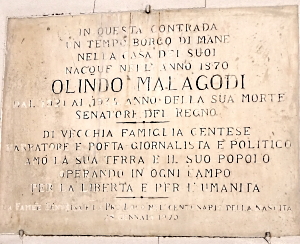 IN QUESTA CONTRADA
UN TEMPO BORGO DI MANE
NELLA CASA DEI SUOI
NACQUE NELL'ANNO 1870
OLINDO MALAGODI
DAL 1921 AL 1934 ANNO DELLA SUA MORTE
SENATORE DEL REGNO
DI VECCHIA FAMIGLIA CENTESE
NARRATORE E POETA GIORNALISTA E POLITICO
AMÒ LA SUA TERRA E IL SUO POPOLO
OPERANDO IN OGNI CAMPO
PER LA LIBERTÀ E PER L'UMANITÀ
CENTENARIO DELLA NASCITA
1970